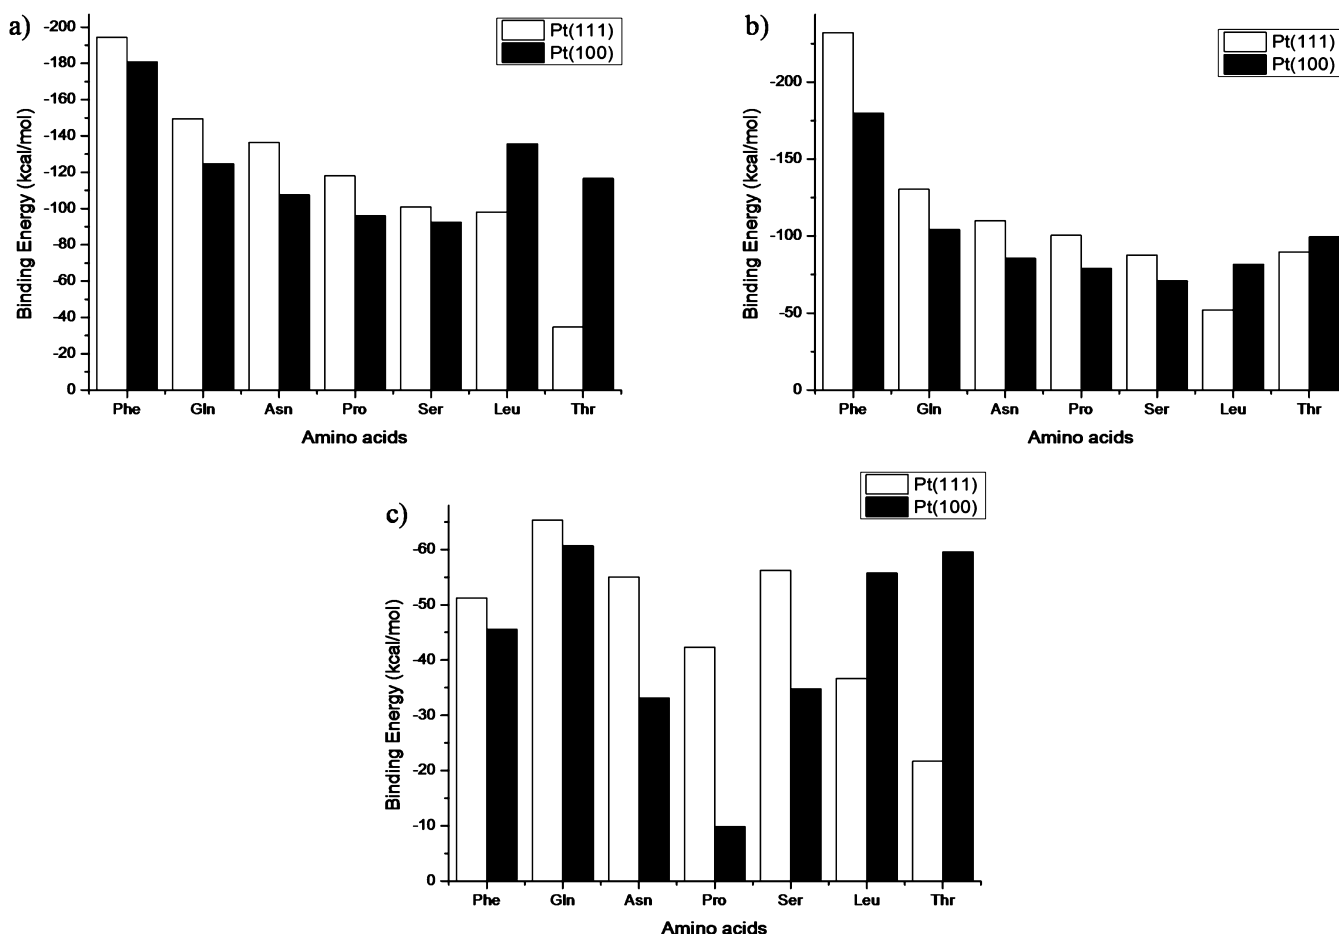 a)
Pt(111)
Pt(100)
Binding Energy (kcal/mol)
-200
-180
-160
-140
-120
-100
-80
-60
-40
-20
0
Phe Gln Asn Pro Ser Leu Thr
Amino acids
b)
Pt(111)
Pt(100)
Binding Energy (kcal/mol)
-200
-150
-100
-50
0
Phe Gln Asn Pro Ser Leu Thr
Amino acids
c)
Pt(111)
Pt(100)
Binding Energy (kcal/mol)
-60
-50
-40
-30
-20
-10
0
Phe Gln Asn Pro Ser Leu Thr
Amino acids